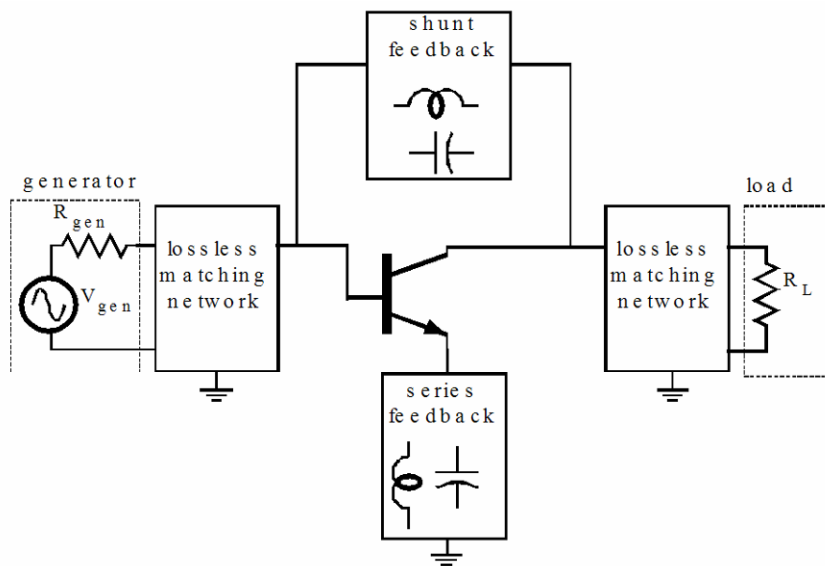 shunt
feedback
generator
R gen
V gen
lossless
matching
network
lossless
matching
network
load
R L
series
feedback